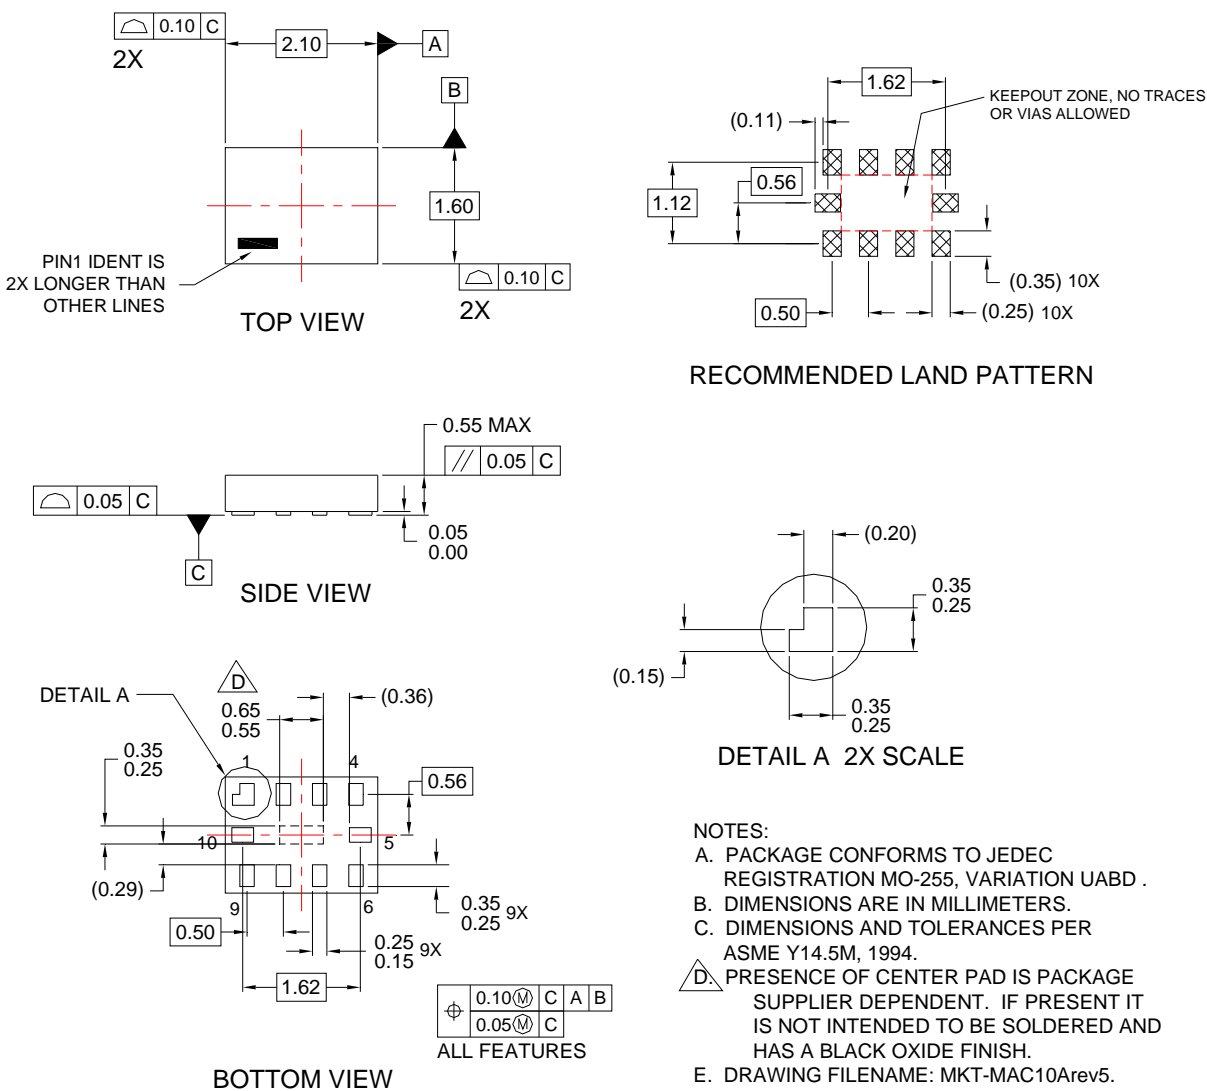 0.10 C
2X
2.10
A
B
1.60
0.10 C
2X
PIN1 IDENT IS
2X LONGER THAN
OTHER LINES
TOP VIEW
1.62
KEEPOUT ZONE, NO TRACES
OR VIAS ALLOWED
(0.11)
0.56
1.12
(0.35) 10X
0.50
(0.25) 10X
RECOMMENDED LAND PATTERN
0.55 MAX
// 0.05 C
0.05 C
0.05
0.00
C
SIDE VIEW
(0.20)
0.35
0.25
(0.15)
0.35
0.25
DETAIL A 2X SCALE
D
DETAIL A
0.65
0.55
(0.36)
0.35
0.25
1
4
0.56
10
5
(0.29)
9
6
0.35
0.25 9X
0.50
0.25
0.15 9X
1.62
0.10 Ⓜ C A B
0.05 Ⓜ C
ALL FEATURES
BOTTOM VIEW
NOTES:
A. PACKAGE CONFORMS TO JEDEC
REGISTRATION MO-255, VARIATION UABD .
B. DIMENSIONS ARE IN MILLIMETERS.
C. DIMENSIONS AND TOLERANCES PER
ASME Y14.5M, 1994.
D. PRESENCE OF CENTER PAD IS PACKAGE
SUPPLIER DEPENDENT. IF PRESENT IT
IS NOT INTENDED TO BE SOLDERED AND
HAS A BLACK OXIDE FINISH.
E. DRAWING FILENAME: MKT-MAC10Arev5.